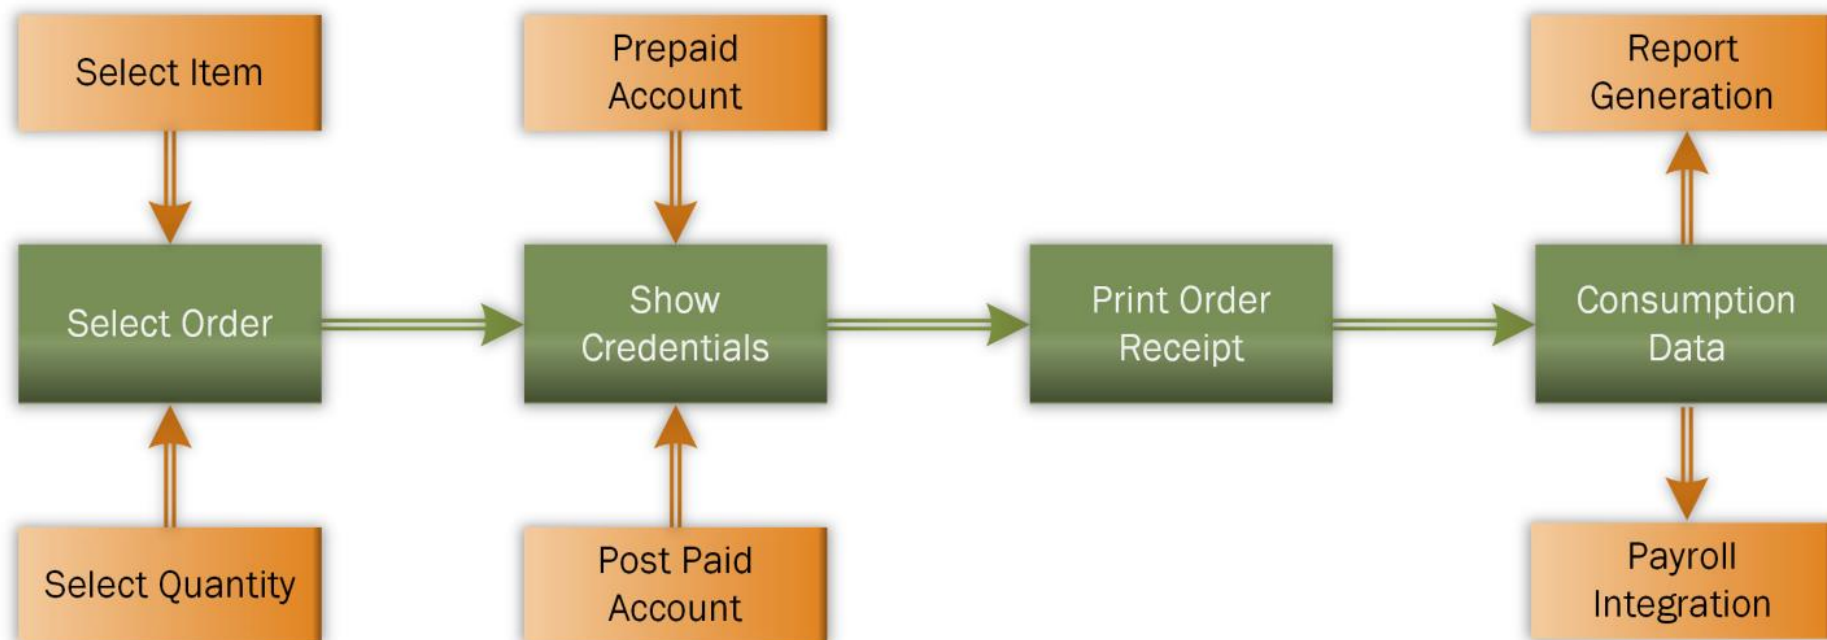 Select Item
Prepaid
Account
Report
Generation
Select Order
Show
Credentials
Print Order
Receipt
Consumption
Data
Select Quantity
Post Paid
Account
Payroll
Integration